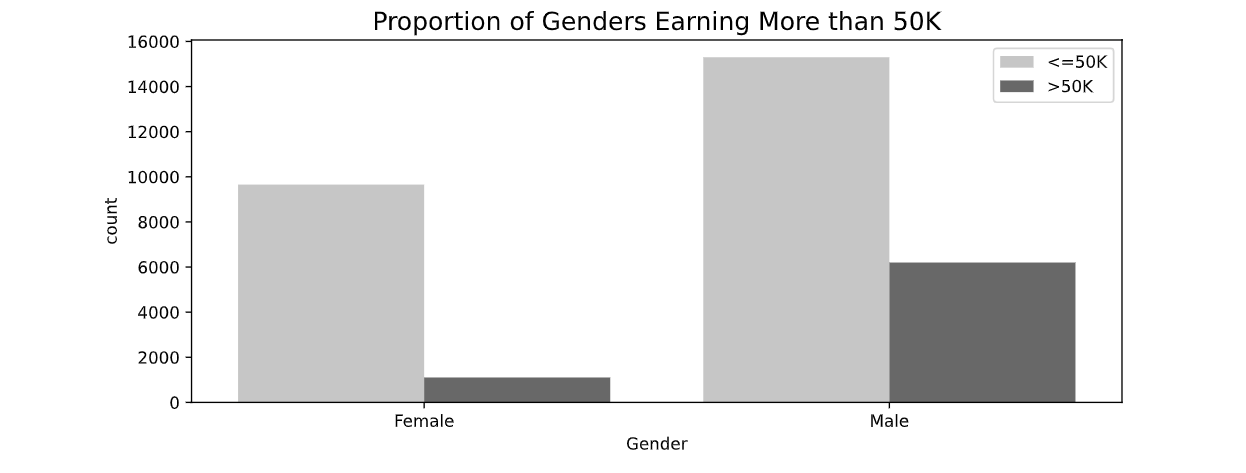 Proportion of Genders Earning More than 50K
16000
14000
12000
10000
8000
6000
4000
2000
0
count
<=50K
>50K
Female
Male
Gender